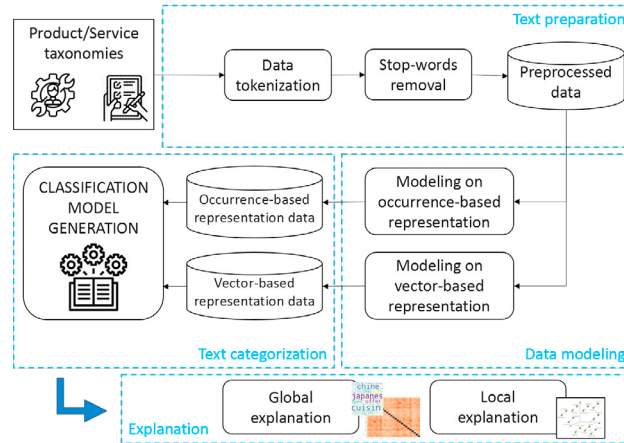 Text preparation
Product/Service
taxonomies
Data
tokenization
Stop-words
removal
Preprocessed
data
CLASSIFICATION
MODEL
GENERATION
Occurrence-based
representation data
Modeling on
occurrence-based
representation
Vector-based
representation data
Modeling on
vector-based
representation
Text categorization
Data modeling
Global
explanation
chine
japanes
cuisin
Local
explanation
Explanation